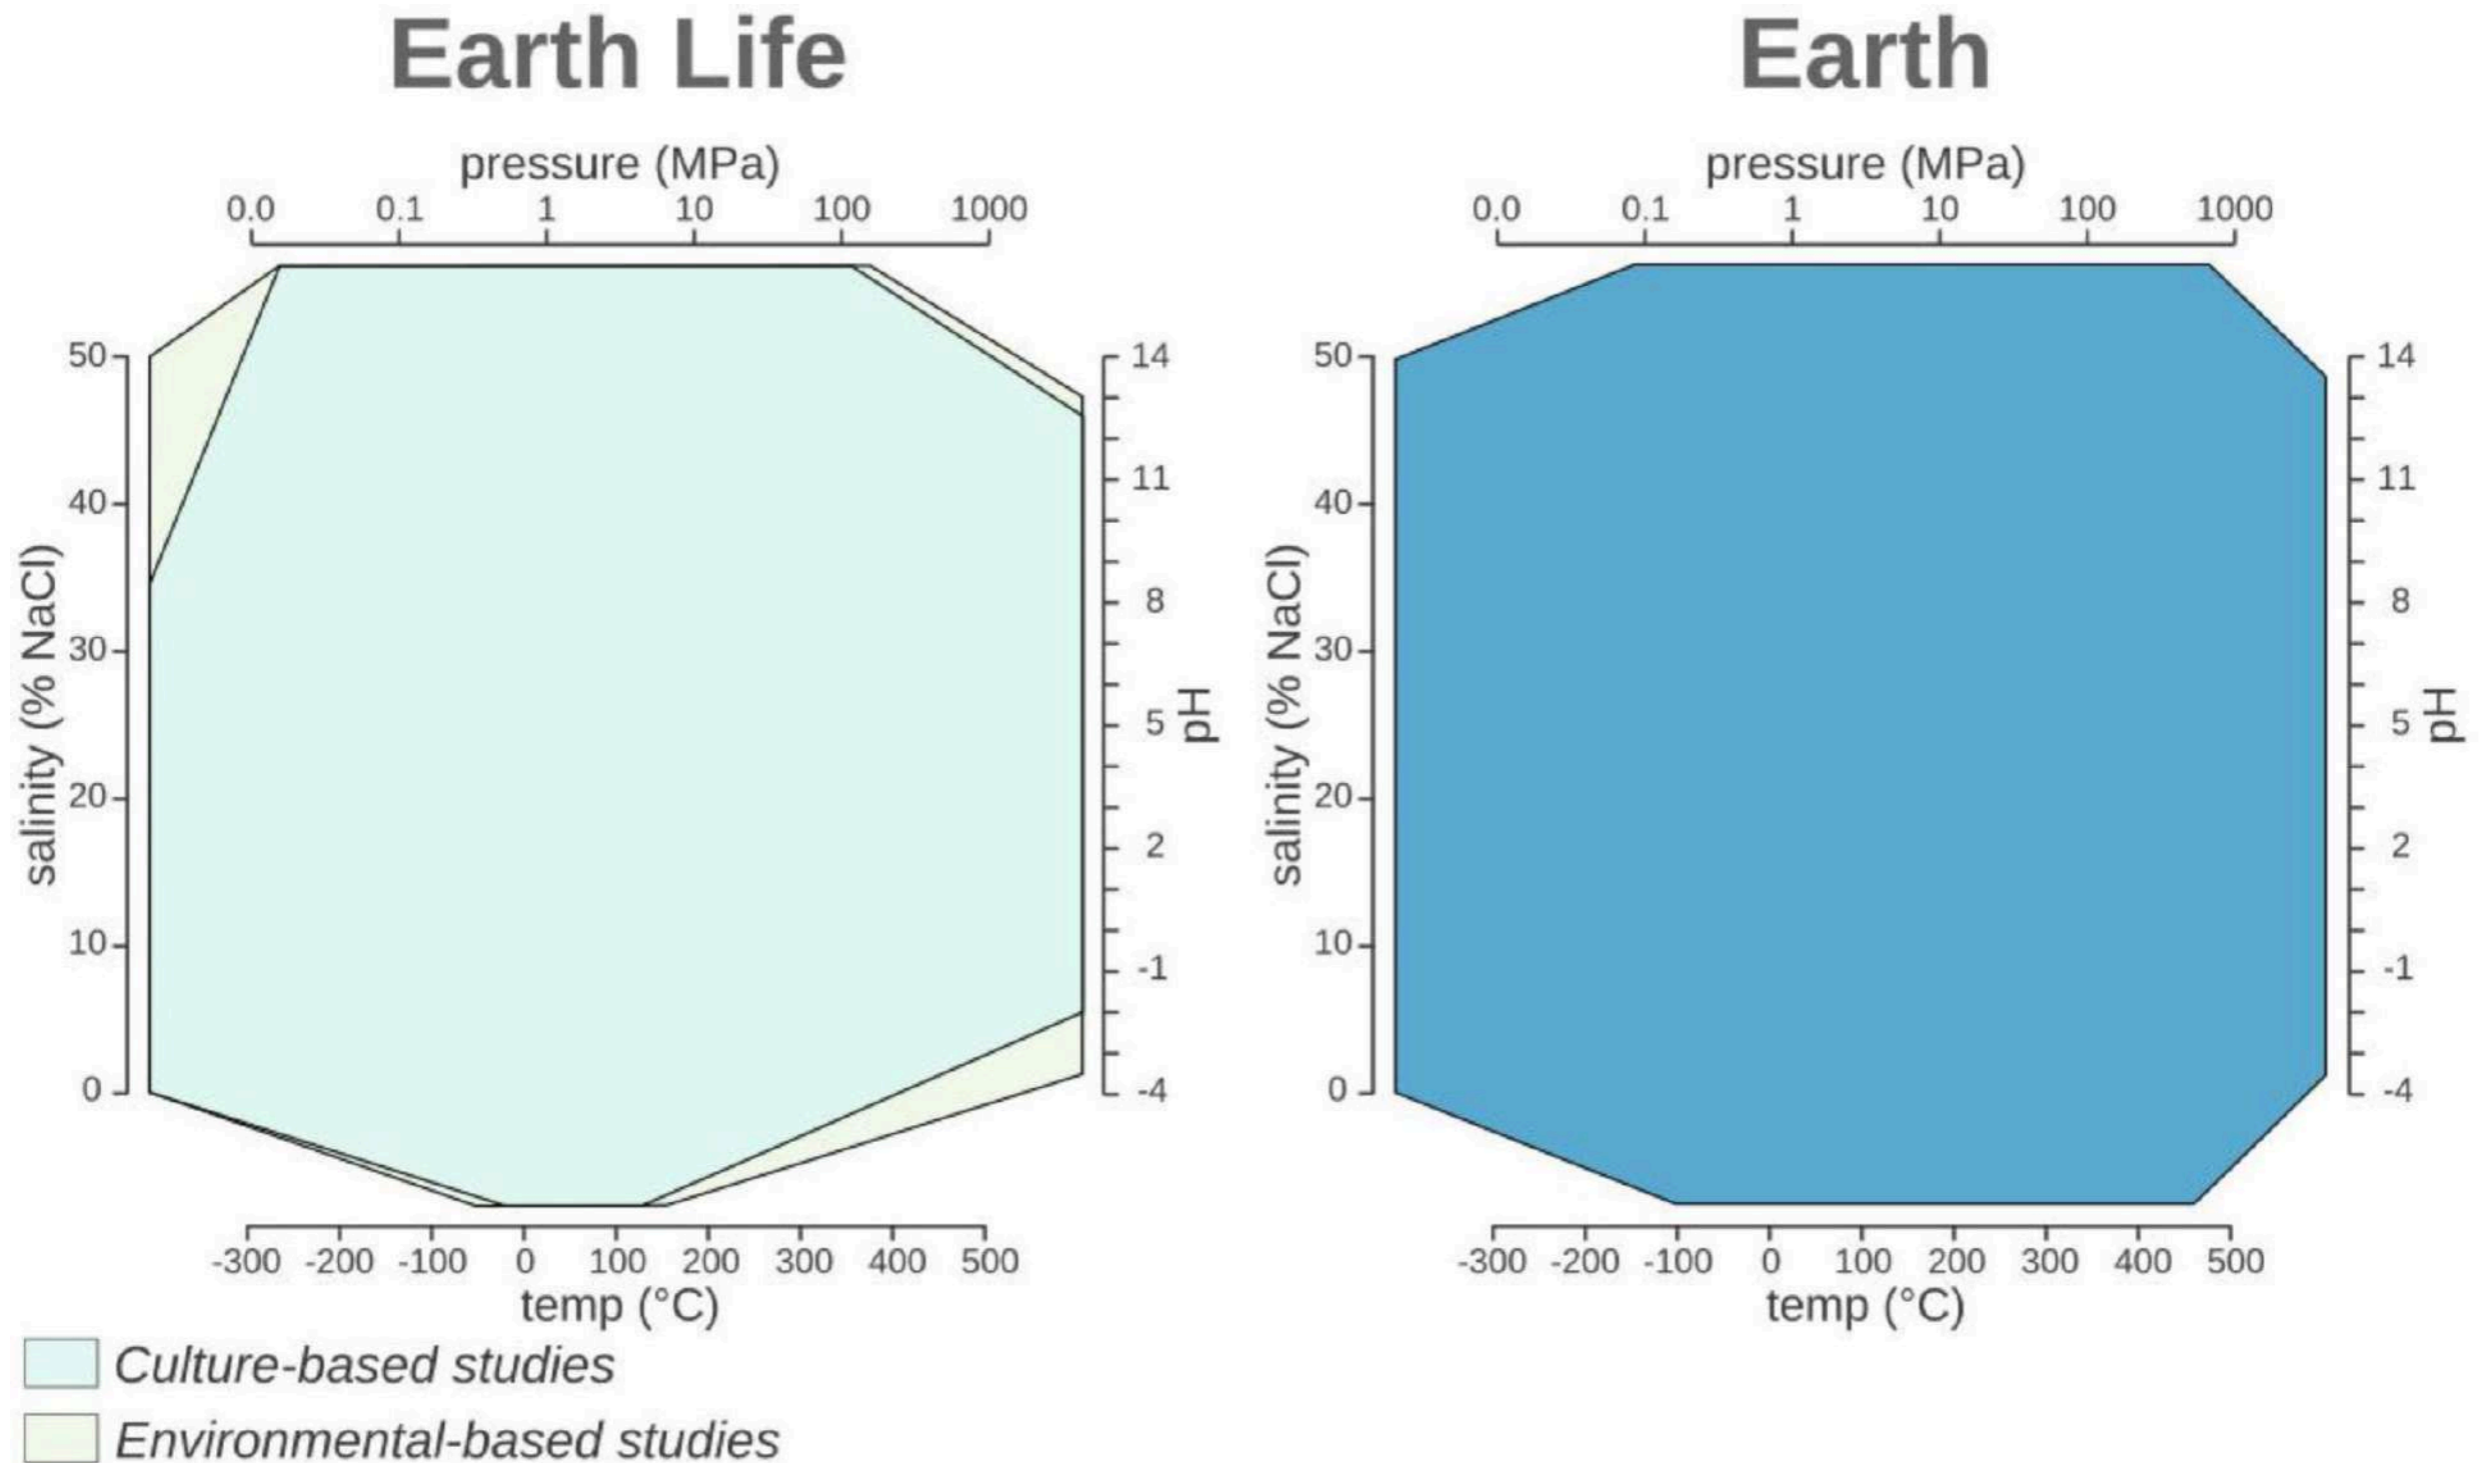 Earth Life
pressure (MPa)
0.0 0.1 1 10 100 1000
salinity (% NaCl)
50
40
30
20
10
0
14
11
8
5
2
-1
-4
pH
-300 -200 -100 0 100 200 300 400 500
temp (°C)
Culture-based studies
Environmental-based studies
Earth
pressure (MPa)
0.0 0.1 1 10 100 1000
salinity (% NaCl)
50
40
30
20
10
0
14
11
8
5
2
-1
-4
pH
-300 -200 -100 0 100 200 300 400 500
temp (°C)